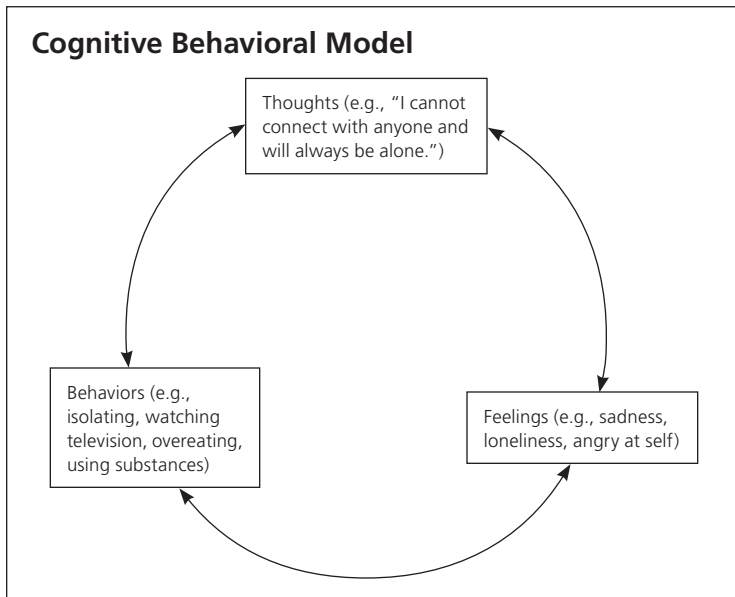 Cognitive Behavioral Model
Thoughts (e.g., “I cannot
connect with anyone and
will always be alone.”)
Behaviors (e.g.,
isolating, watching
television, overeating,
using substances)
Feelings (e.g., sadness,
loneliness, angry at self)